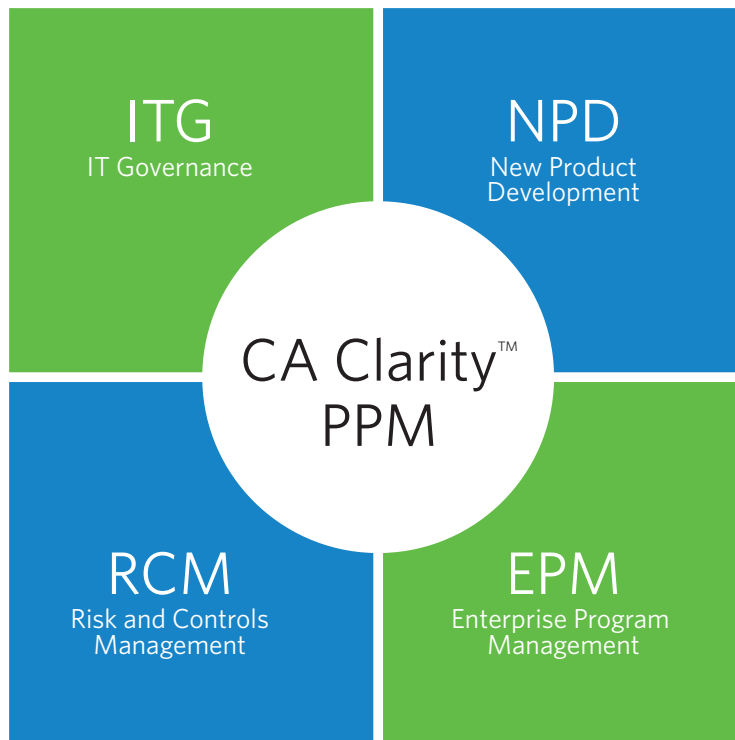 ITG
IT Governance
NPD
New Product
Development
CA Clarity™
PPM
RCM
Risk and Controls
Management
EPM
Enterprise Program
Management